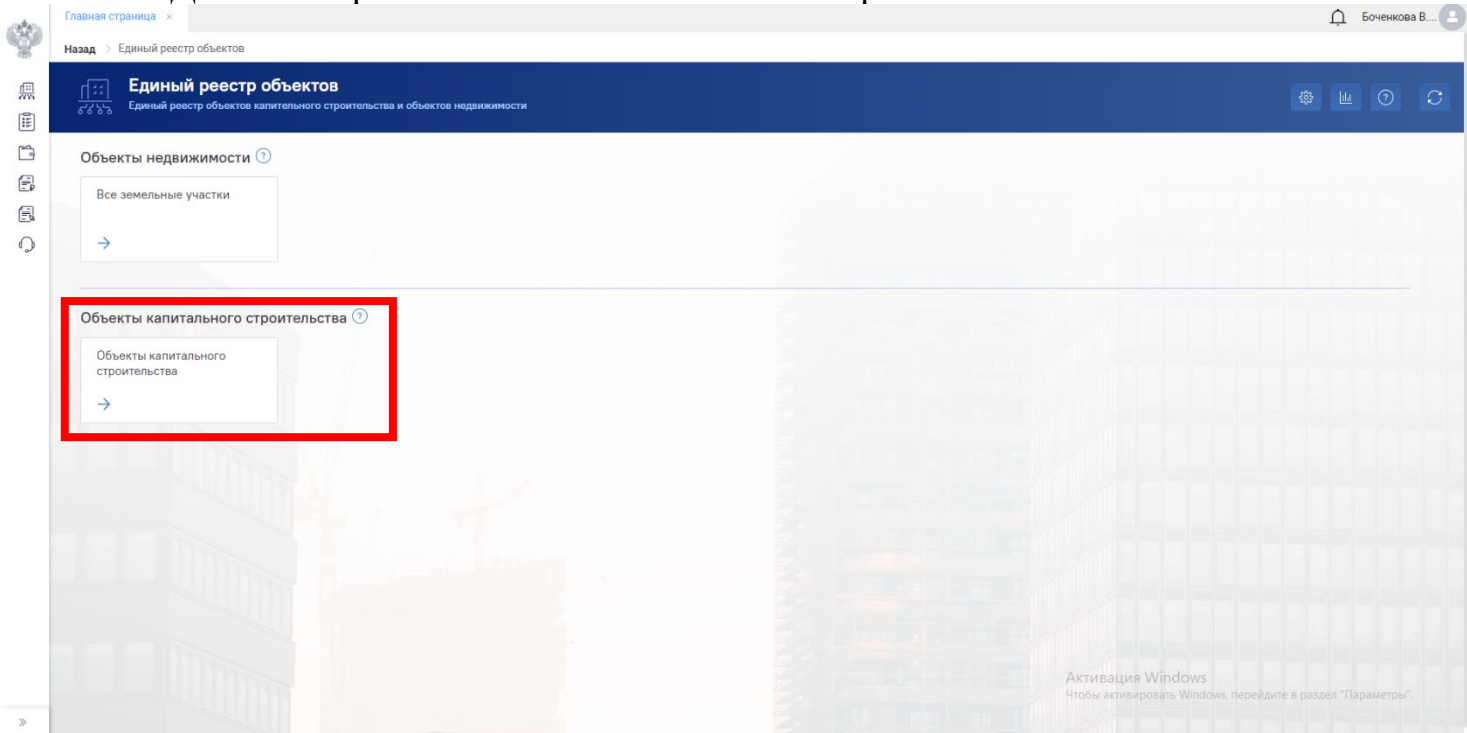 Главная страница ×
Боченкова В....
Назад > Единый реестр объектов
Единый реестр объектов
Единый реестр объектов капительного строительства и объектов недвижимости
Объекты недвижимости ?
Все земельные участки
Объекты капитального строительства ?
Объекты капитального
строительства
Активация Windows
Чтобы активировать Windows, перейдите в раздел "Параметры".